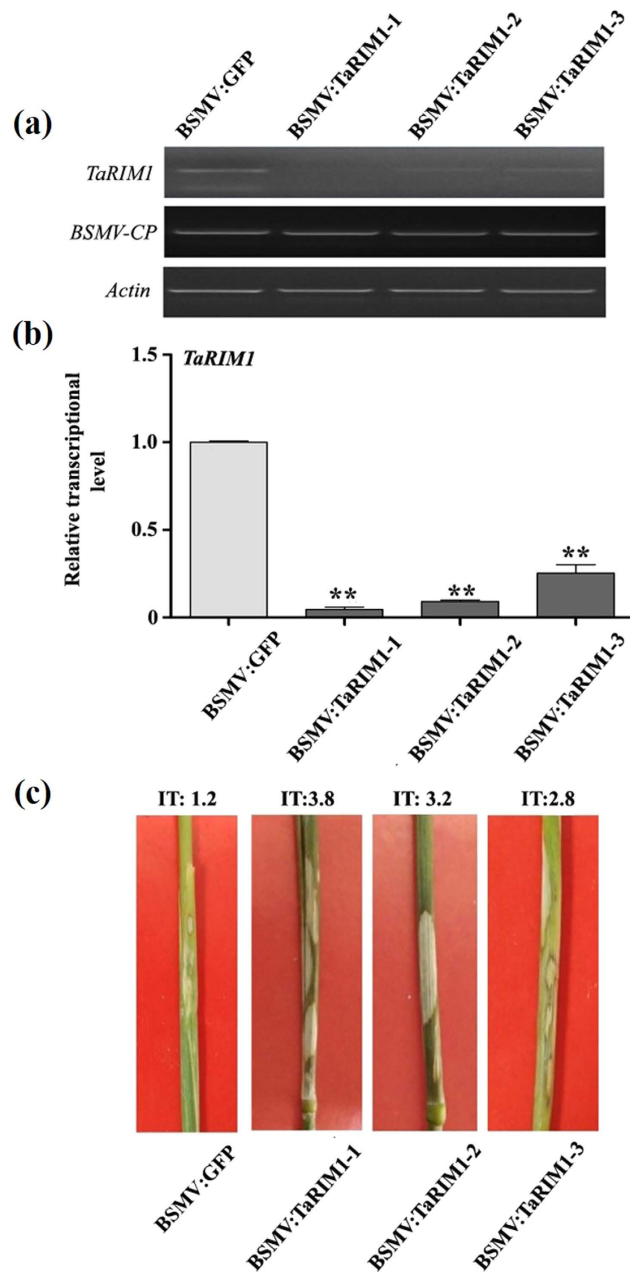 BSMV:GFP
BSMV:TaRIM1-1
BSMV:TaRIM1-2
BSMV:TaRIM1-3
(a)
TaRIM1
BSMV-CP
Actin
(b)
TaRIM1
Relative transcriptional
level
1.5
1.0
0.5
0
**
**
**
BSMV:GFP
BSMV:TaRIM1-1
BSMV:TaRIM1-2
BSMV:TaRIM1-3
(c)
IT: 1.2
IT:3.8
IT: 3.2
IT:2.8
BSMV:GFP
BSMV:TaRIM1-1
BSMV:TaRIM1-2
BSMV:TaRIM1-3